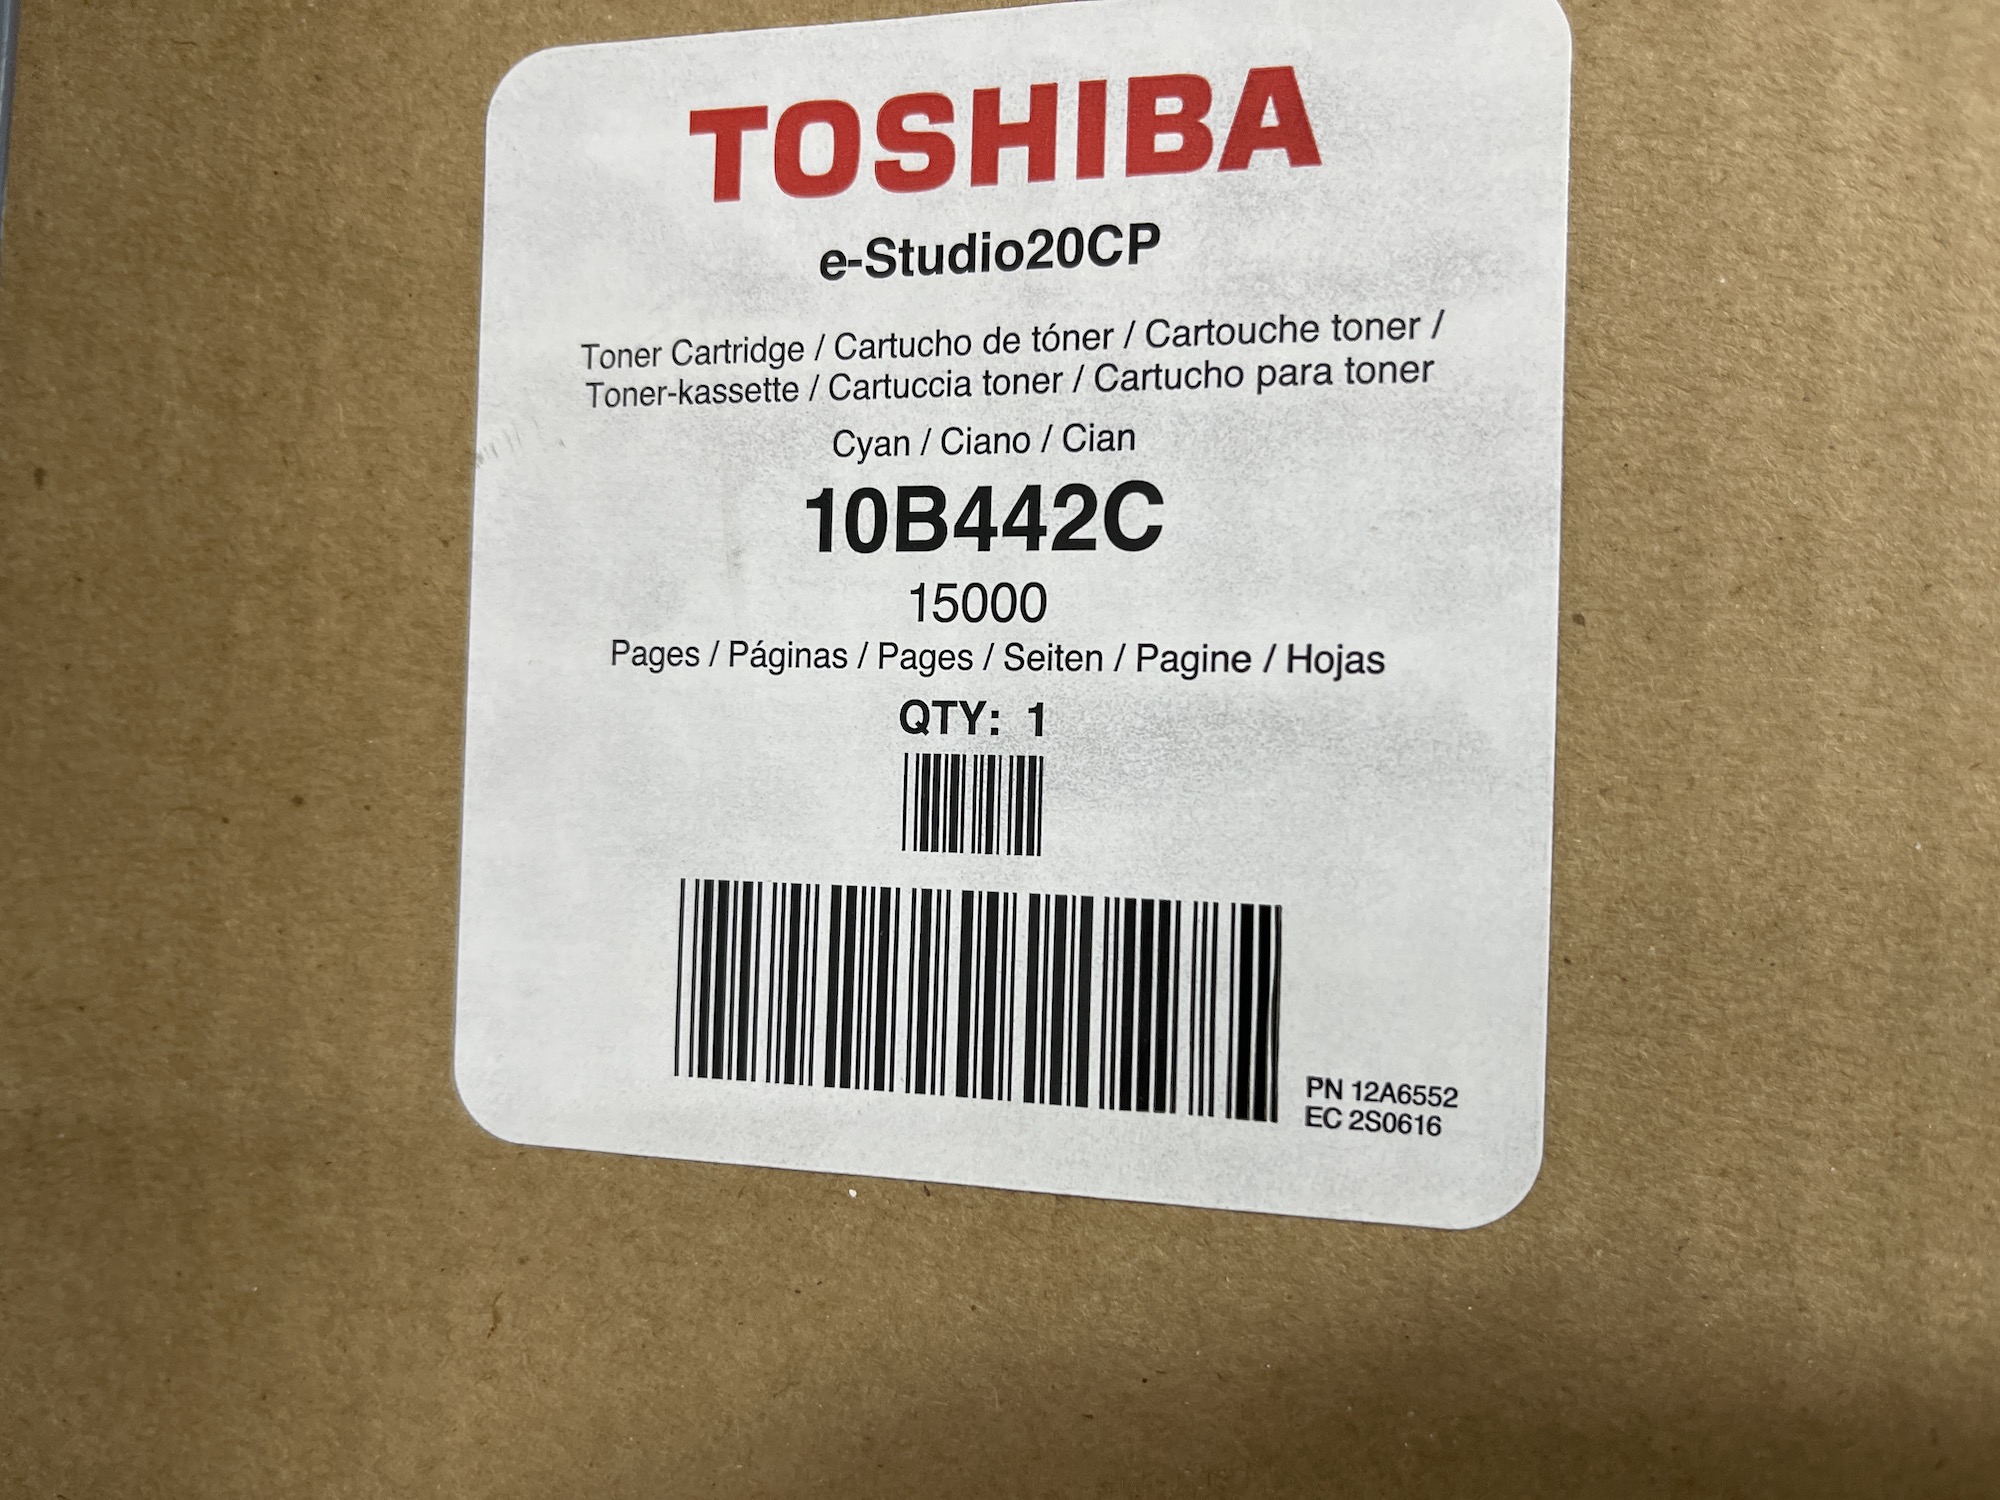 TOSHIBA
e-Studio20CP
Toner Cartridge / Cartucho de tóner / Cartouche toner /
Toner-kassette / Cartuccia toner / Cartucho para toner
Cyan / Ciano / Cian
10B442C
15000
Pages / Páginas / Pages / Seiten / Pagine / Hojas
QTY: 1
PN 12A6552
EC 2S0616